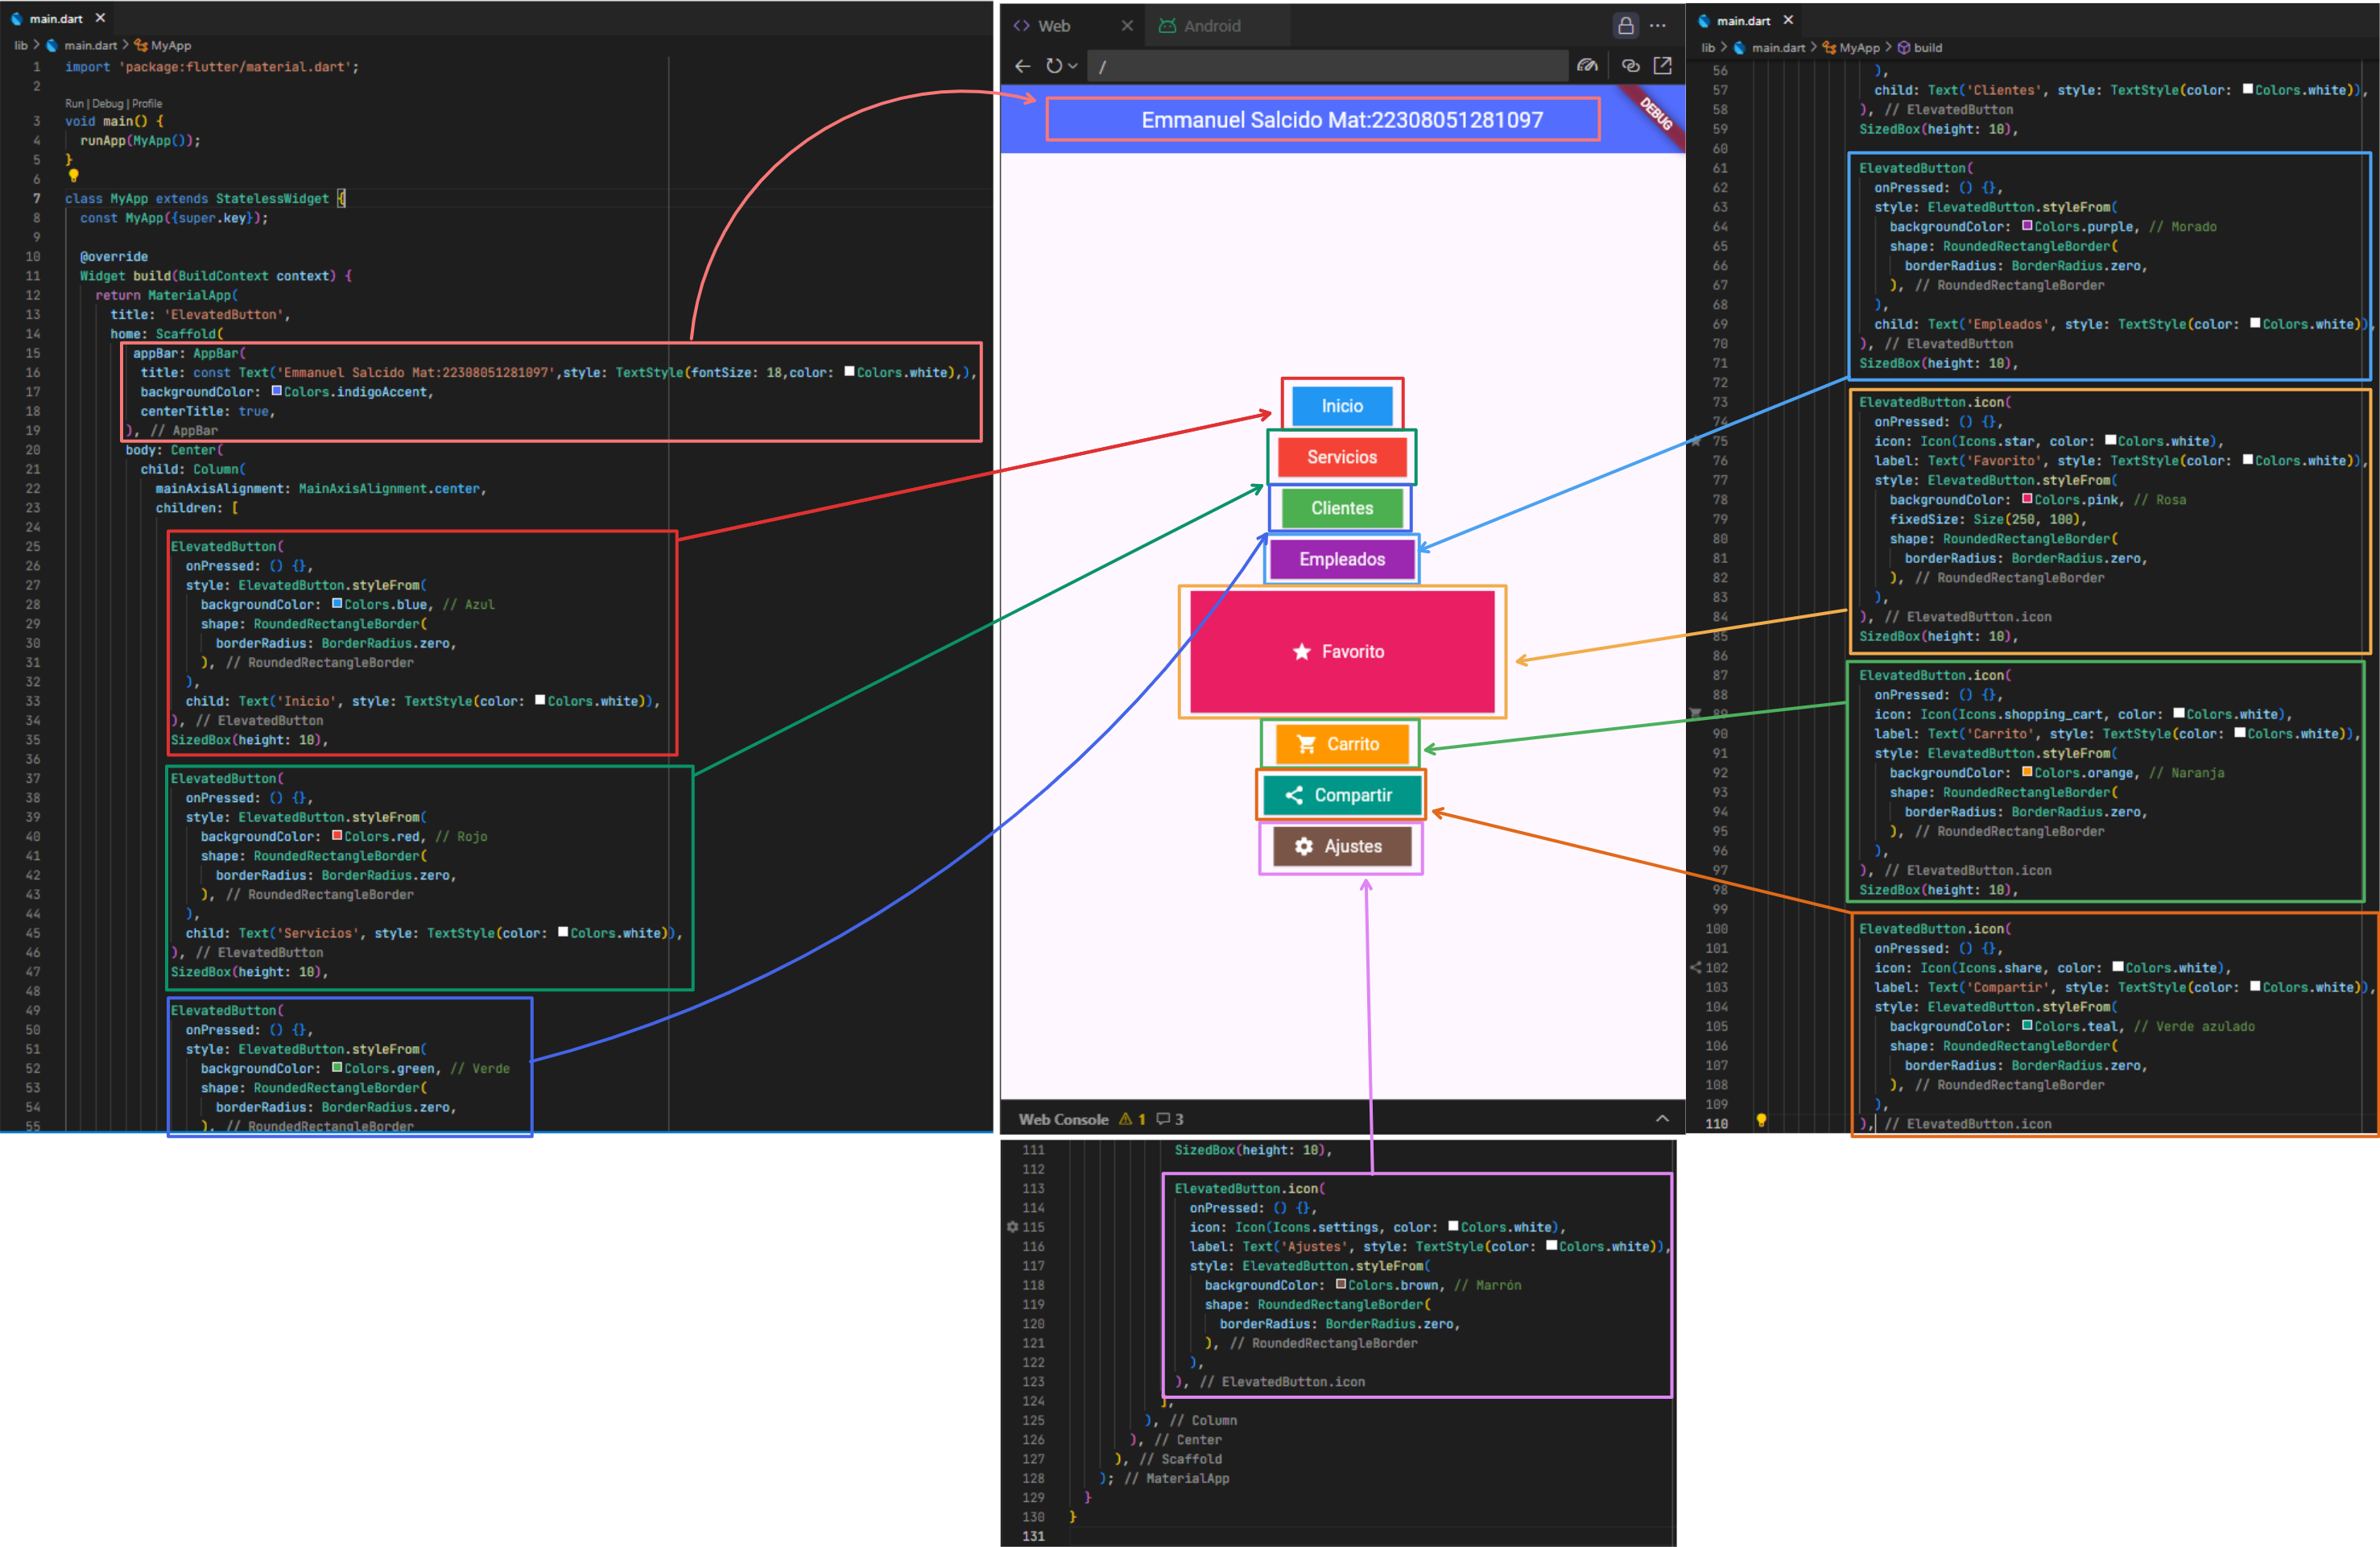 main.dart
lib > main.dart > MyApp
1 import 'package:flutter/material.dart';
2
Run | Debug | Profile
3 void main() {
4 runApp(MyApp());
5 }
6
7 class MyApp extends StatelessWidget {
8 const MyApp({super.key});
9
10 @override
11 Widget build(BuildContext context) {
12 return MaterialApp(
13 title: 'ElevatedButton',
14 home: Scaffold(
15 appBar: AppBar(
16 title: const Text('Emmanuel Salcido Mat:22308051281097',style: TextStyle(fontSize: 18,color: Colors.white),),
17 backgroundColor: Colors.indigoAccent,
18 centerTitle: true,
19 ), // AppBar
20 body: Center(
21 child: Column(
22 mainAxisAlignment: MainAxisAlignment.center,
23 children: [
24
25 ElevatedButton(
26 onPressed: () {},
27 style: ElevatedButton.styleFrom(
28 backgroundColor: Colors.blue, // Azul
29 shape: RoundedRectangleBorder(
30 borderRadius: BorderRadius.zero,
31 ), // RoundedRectangleBorder
32 ),
33 child: Text('Inicio', style: TextStyle(color: Colors.white)),
34 ), // ElevatedButton
35 SizedBox(height: 10),
36
37 ElevatedButton(
38 onPressed: () {},
39 style: ElevatedButton.styleFrom(
40 backgroundColor: Colors.red, // Rojo
41 shape: RoundedRectangleBorder(
42 borderRadius: BorderRadius.zero,
43 ), // RoundedRectangleBorder
44 ),
45 child: Text('Servicios', style: TextStyle(color: Colors.white)),
46 ), // ElevatedButton
47 SizedBox(height: 10),
48
49 ElevatedButton(
50 onPressed: () {},
51 style: ElevatedButton.styleFrom(
52 backgroundColor: Colors.green, // Verde
53 shape: RoundedRectangleBorder(
54 borderRadius: BorderRadius.zero,
55 ), // RoundedRectangleBorder
Web
Android
/
Emmanuel Salcido Mat:22308051281097
DEBUG
Inicio
Servicios
Clientes
Empleados
Favorito
Carrito
Compartir
Ajustes
Web Console 1 3
main.dart
lib > main.dart > MyApp > build
56 ),
57 child: Text('Clientes', style: TextStyle(color: Colors.white)),
58 ), // ElevatedButton
59 SizedBox(height: 10),
60
61 ElevatedButton(
62 onPressed: () {},
63 style: ElevatedButton.styleFrom(
64 backgroundColor: Colors.purple, // Morado
65 shape: RoundedRectangleBorder(
66 borderRadius: BorderRadius.zero,
67 ), // RoundedRectangleBorder
68 ),
69 child: Text('Empleados', style: TextStyle(color: Colors.white)),
70 ), // ElevatedButton
71 SizedBox(height: 10),
72
73 ElevatedButton.icon(
74 onPressed: () {},
75 icon: Icon(Icons.star, color: Colors.white),
76 label: Text('Favorito', style: TextStyle(color: Colors.white)),
77 style: ElevatedButton.styleFrom(
78 backgroundColor: Colors.pink, // Rosa
79 fixedSize: Size(250, 100),
80 shape: RoundedRectangleBorder(
81 borderRadius: BorderRadius.zero,
82 ), // RoundedRectangleBorder
83 ),
84 ), // ElevatedButton.icon
85 SizedBox(height: 10),
86
87 ElevatedButton.icon(
88 onPressed: () {},
89 icon: Icon(Icons.shopping_cart, color: Colors.white),
90 label: Text('Carrito', style: TextStyle(color: Colors.white)),
91 style: ElevatedButton.styleFrom(
92 backgroundColor: Colors.orange, // Naranja
93 shape: RoundedRectangleBorder(
94 borderRadius: BorderRadius.zero,
95 ), // RoundedRectangleBorder
96 ),
97 ), // ElevatedButton.icon
98 SizedBox(height: 10),
99
100 ElevatedButton.icon(
101 onPressed: () {},
102 icon: Icon(Icons.share, color: Colors.white),
103 label: Text('Compartir', style: TextStyle(color: Colors.white)),
104 style: ElevatedButton.styleFrom(
105 backgroundColor: Colors.teal, // Verde azulado
106 shape: RoundedRectangleBorder(
107 borderRadius: BorderRadius.zero,
108 ), // RoundedRectangleBorder
109 ),
110 ), // ElevatedButton.icon
111 SizedBox(height: 10),
112
113 ElevatedButton.icon(
114 onPressed: () {},
115 icon: Icon(Icons.settings, color: Colors.white),
116 label: Text('Ajustes', style: TextStyle(color: Colors.white)),
117 style: ElevatedButton.styleFrom(
118 backgroundColor: Colors.brown, // Marrón
119 shape: RoundedRectangleBorder(
120 borderRadius: BorderRadius.zero,
121 ), // RoundedRectangleBorder
122 ),
123 ), // ElevatedButton.icon
124 ],
125 ), // Column
126 ), // Center
127 ), // Scaffold
128 ); // MaterialApp
129 }
130 }
131